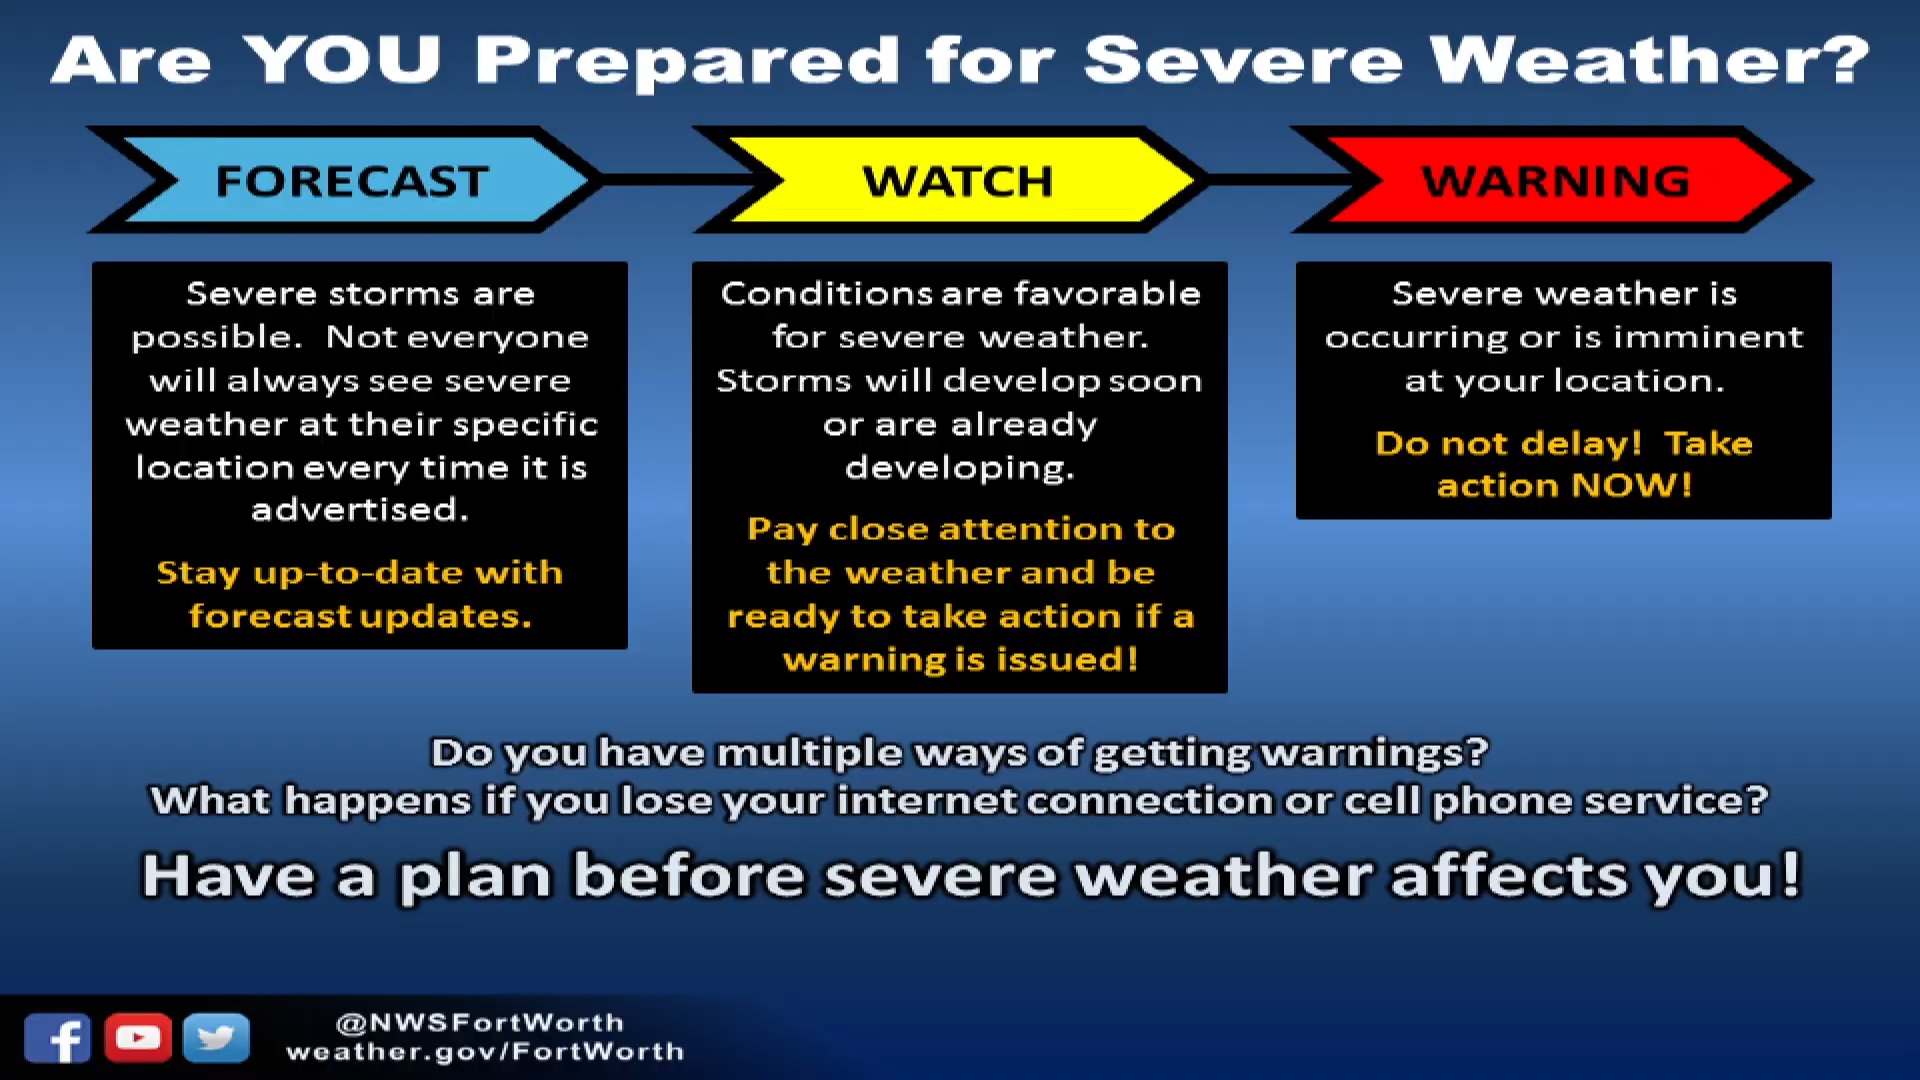 Are YOU Prepared for Severe Weather?
FORECAST
WATCH
WARNING
Severe storms are
possible. Not everyone
will always see severe
weather at their specific
location every time it is
advertised.
Stay up-to-date with
forecast updates.
Conditions are favorable
for severe weather.
Storms will develop soon
or are already
developing.
Pay close attention to
the weather and be
ready to take action if a
warning is issued!
Severe weather is
occurring or is imminent
at your location.
Do not delay! Take
action NOW!
Do you have multiple ways of getting warnings?
What happens if you lose your internet connection or cell phone service?
Have a plan before severe weather affects you!
@NWSFortWorth
weather.gov/FortWorth